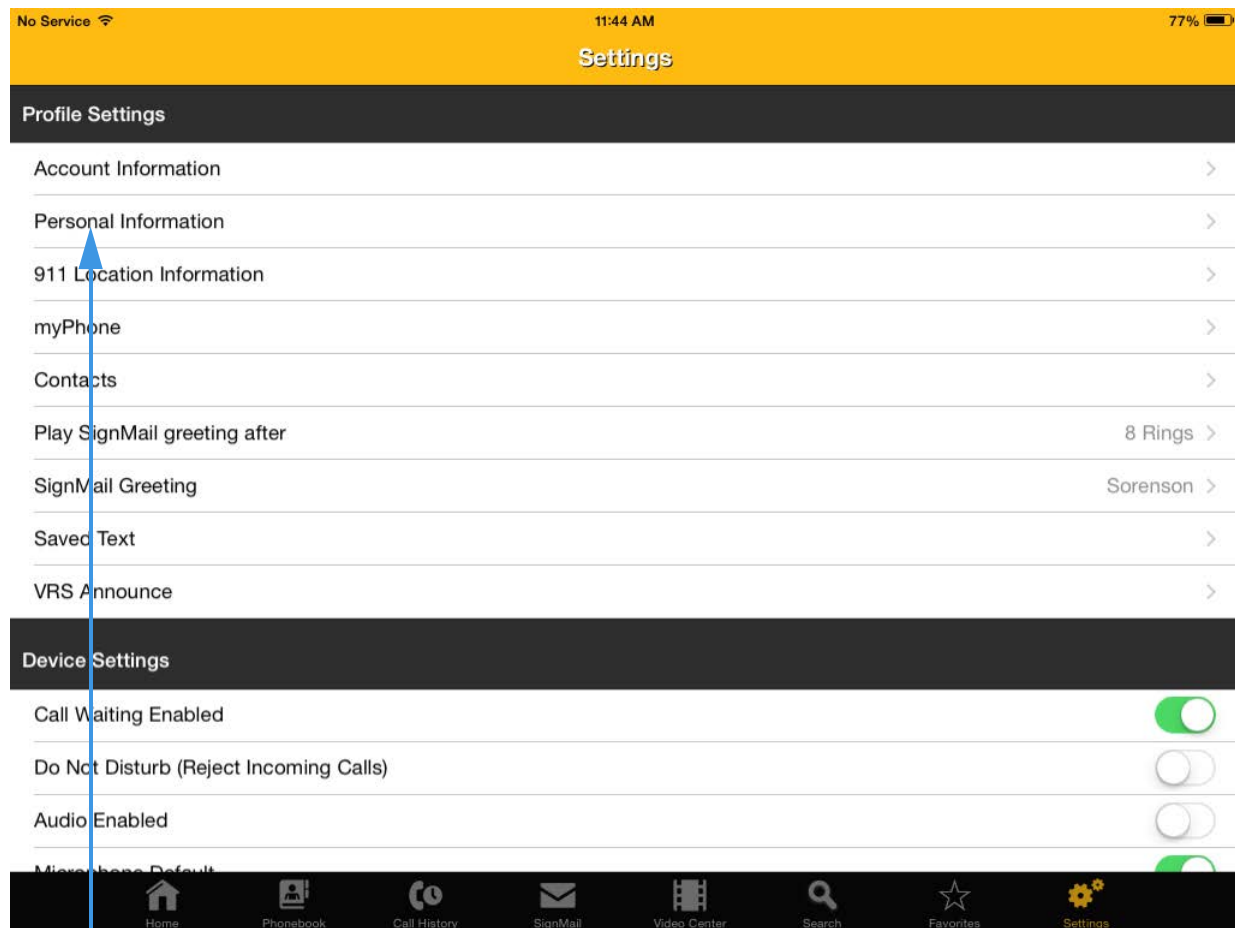 No Service 11:44 AM 77%
Settings
Profile Settings
Account Information
Personal Information
911 Location Information
myPhone
Contacts
Play SignMail greeting after 8 Rings
SignMail Greeting Sorenson
Saved Text
VRS Announce
Device Settings
Call Waiting Enabled
Do Not Disturb (Reject Incoming Calls)
Audio Enabled
Microphone Default
Home Phonebook Call History SignMail Video Center Search Favorites Settings